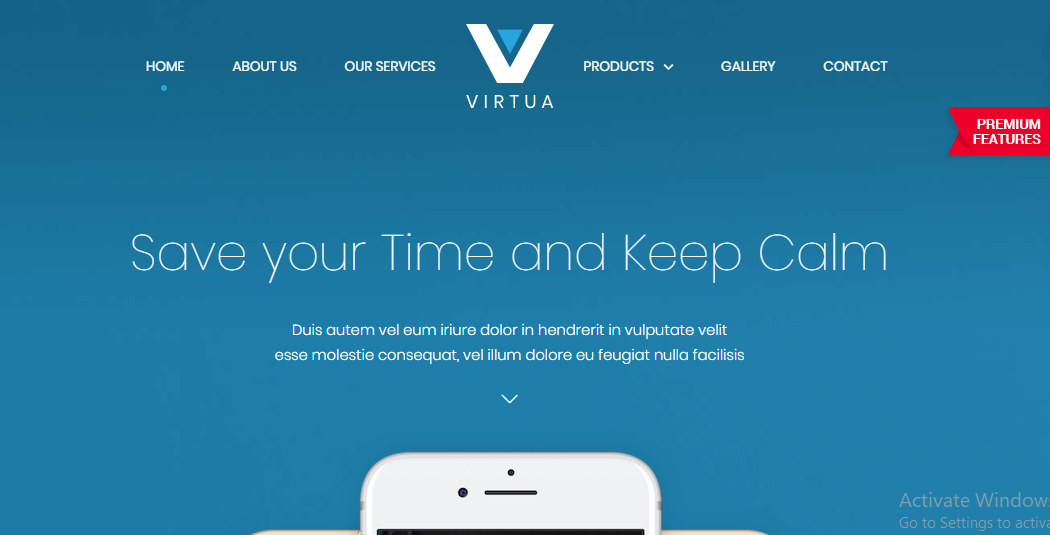 HOME
ABOUT US
OUR SERVICES
VIRTUA
PRODUCTS
GALLERY
CONTACT
PREMIUM
FEATURES
Save your Time and Keep Calm
Duis autem vel eum iriure dolor in hendrerit in vulputate velit
esse molestie consequat, vel illum dolore eu feugiat nulla facilisis
Activate Windows
Go to Settings to activa